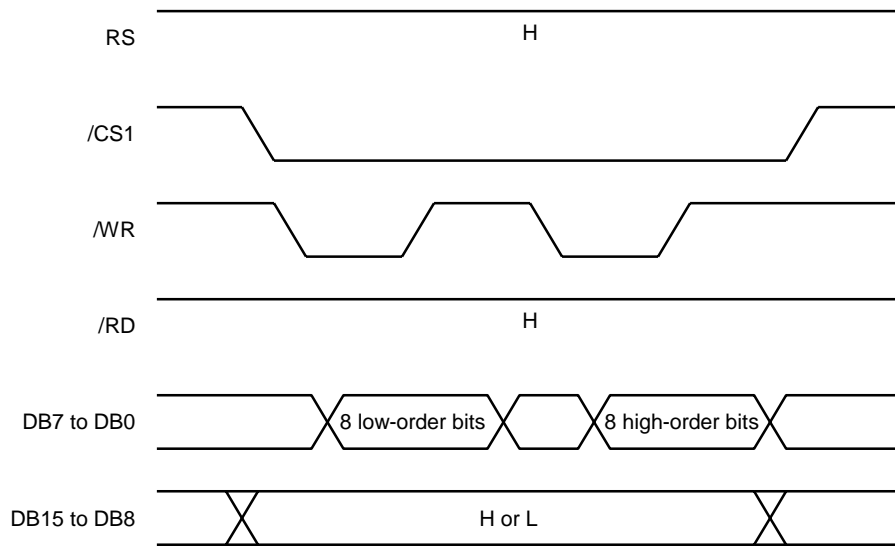 RS
H
/CS1
/WR
/RD
H
DB7 to DB0
8 low-order bits
8 high-order bits
DB15 to DB8
H or L